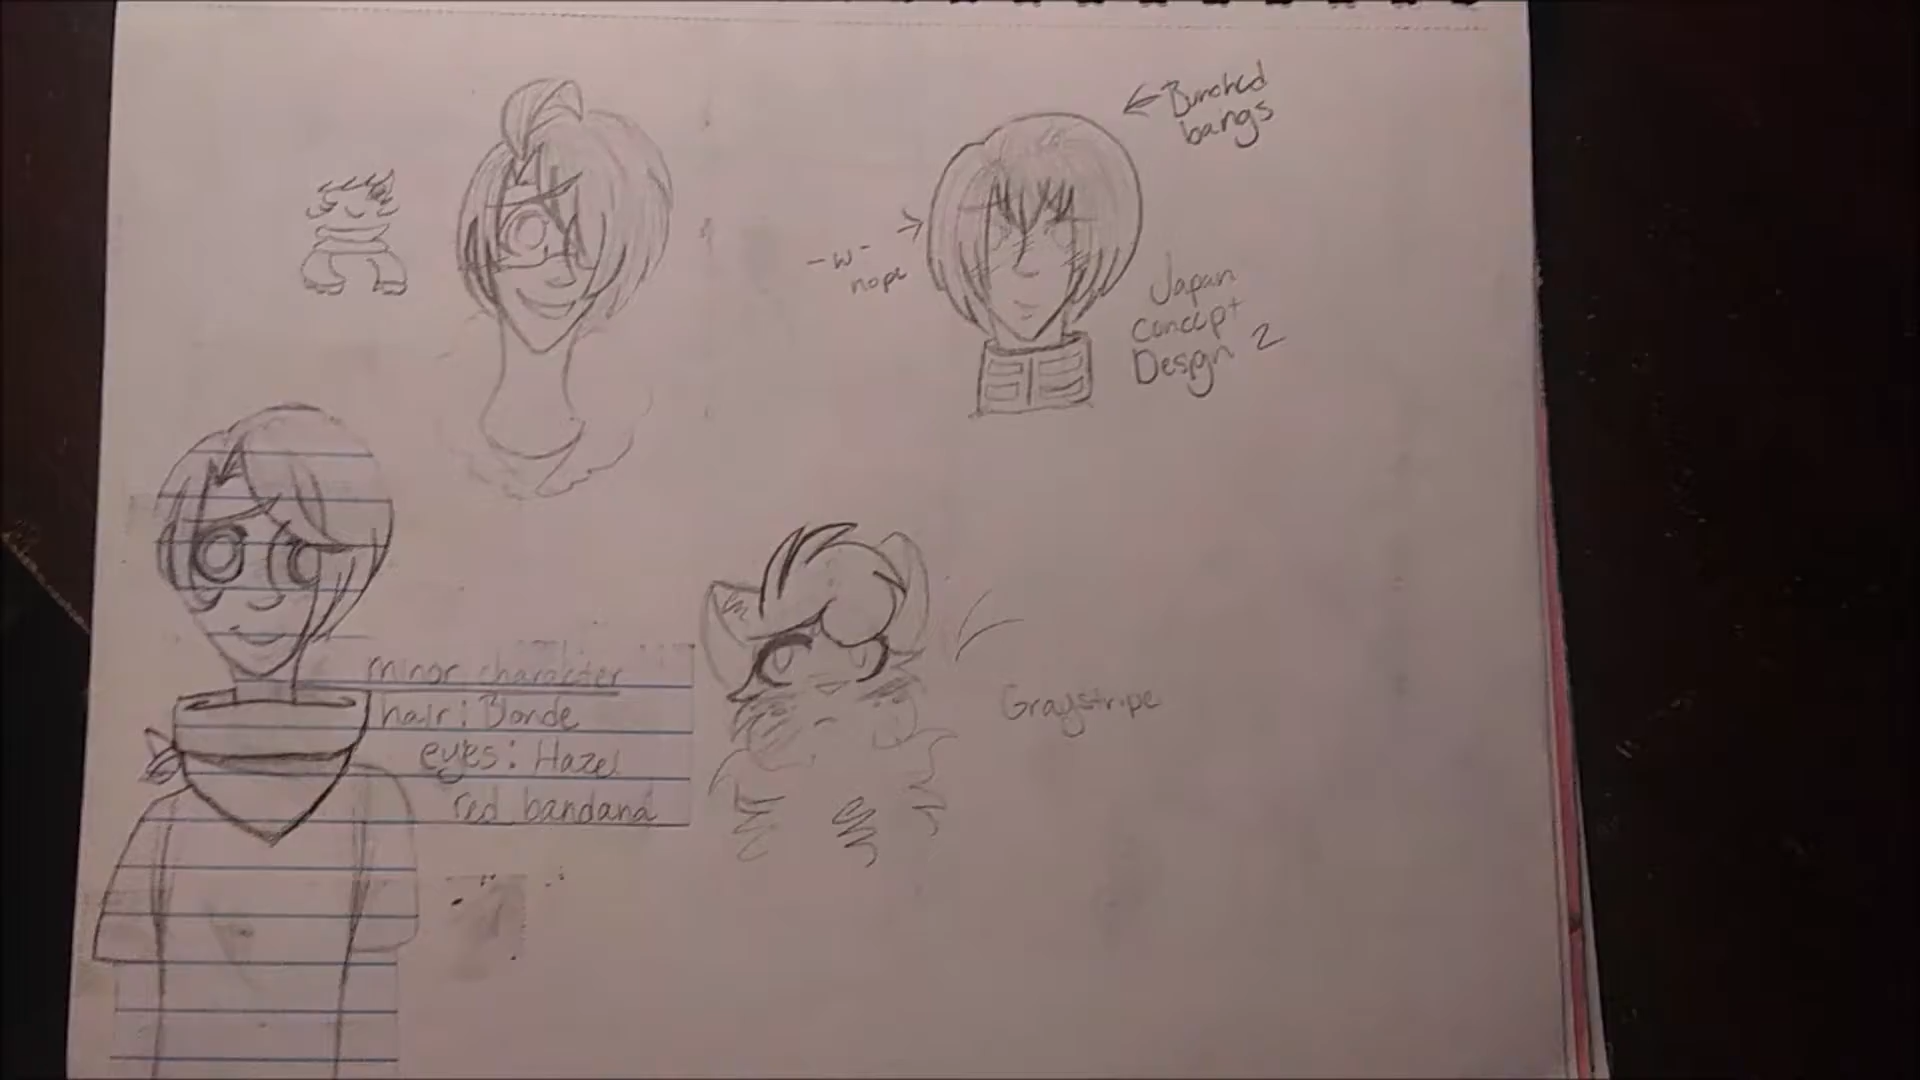 ← Bunched
bangs
-w-
nope
Japan
Concept
Design 2
minor character
hair: Blonde
eyes: Hazel
red bandana
Graystripe